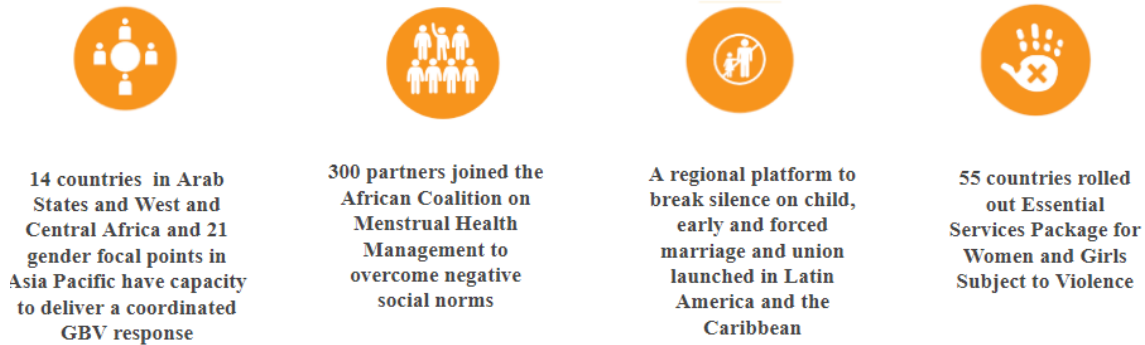 14 countries in Arab
States and West and
Central Africa and 21
gender focal points in
Asia Pacific have capacity
to deliver a coordinated
GBV response
300 partners joined the
African Coalition on
Menstrual Health
Management to
overcome negative
social norms
A regional platform to
break silence on child,
early and forced
marriage and union
launched in Latin
America and the
Caribbean
55 countries rolled
out Essential
Services Package for
Women and Girls
Subject to Violence